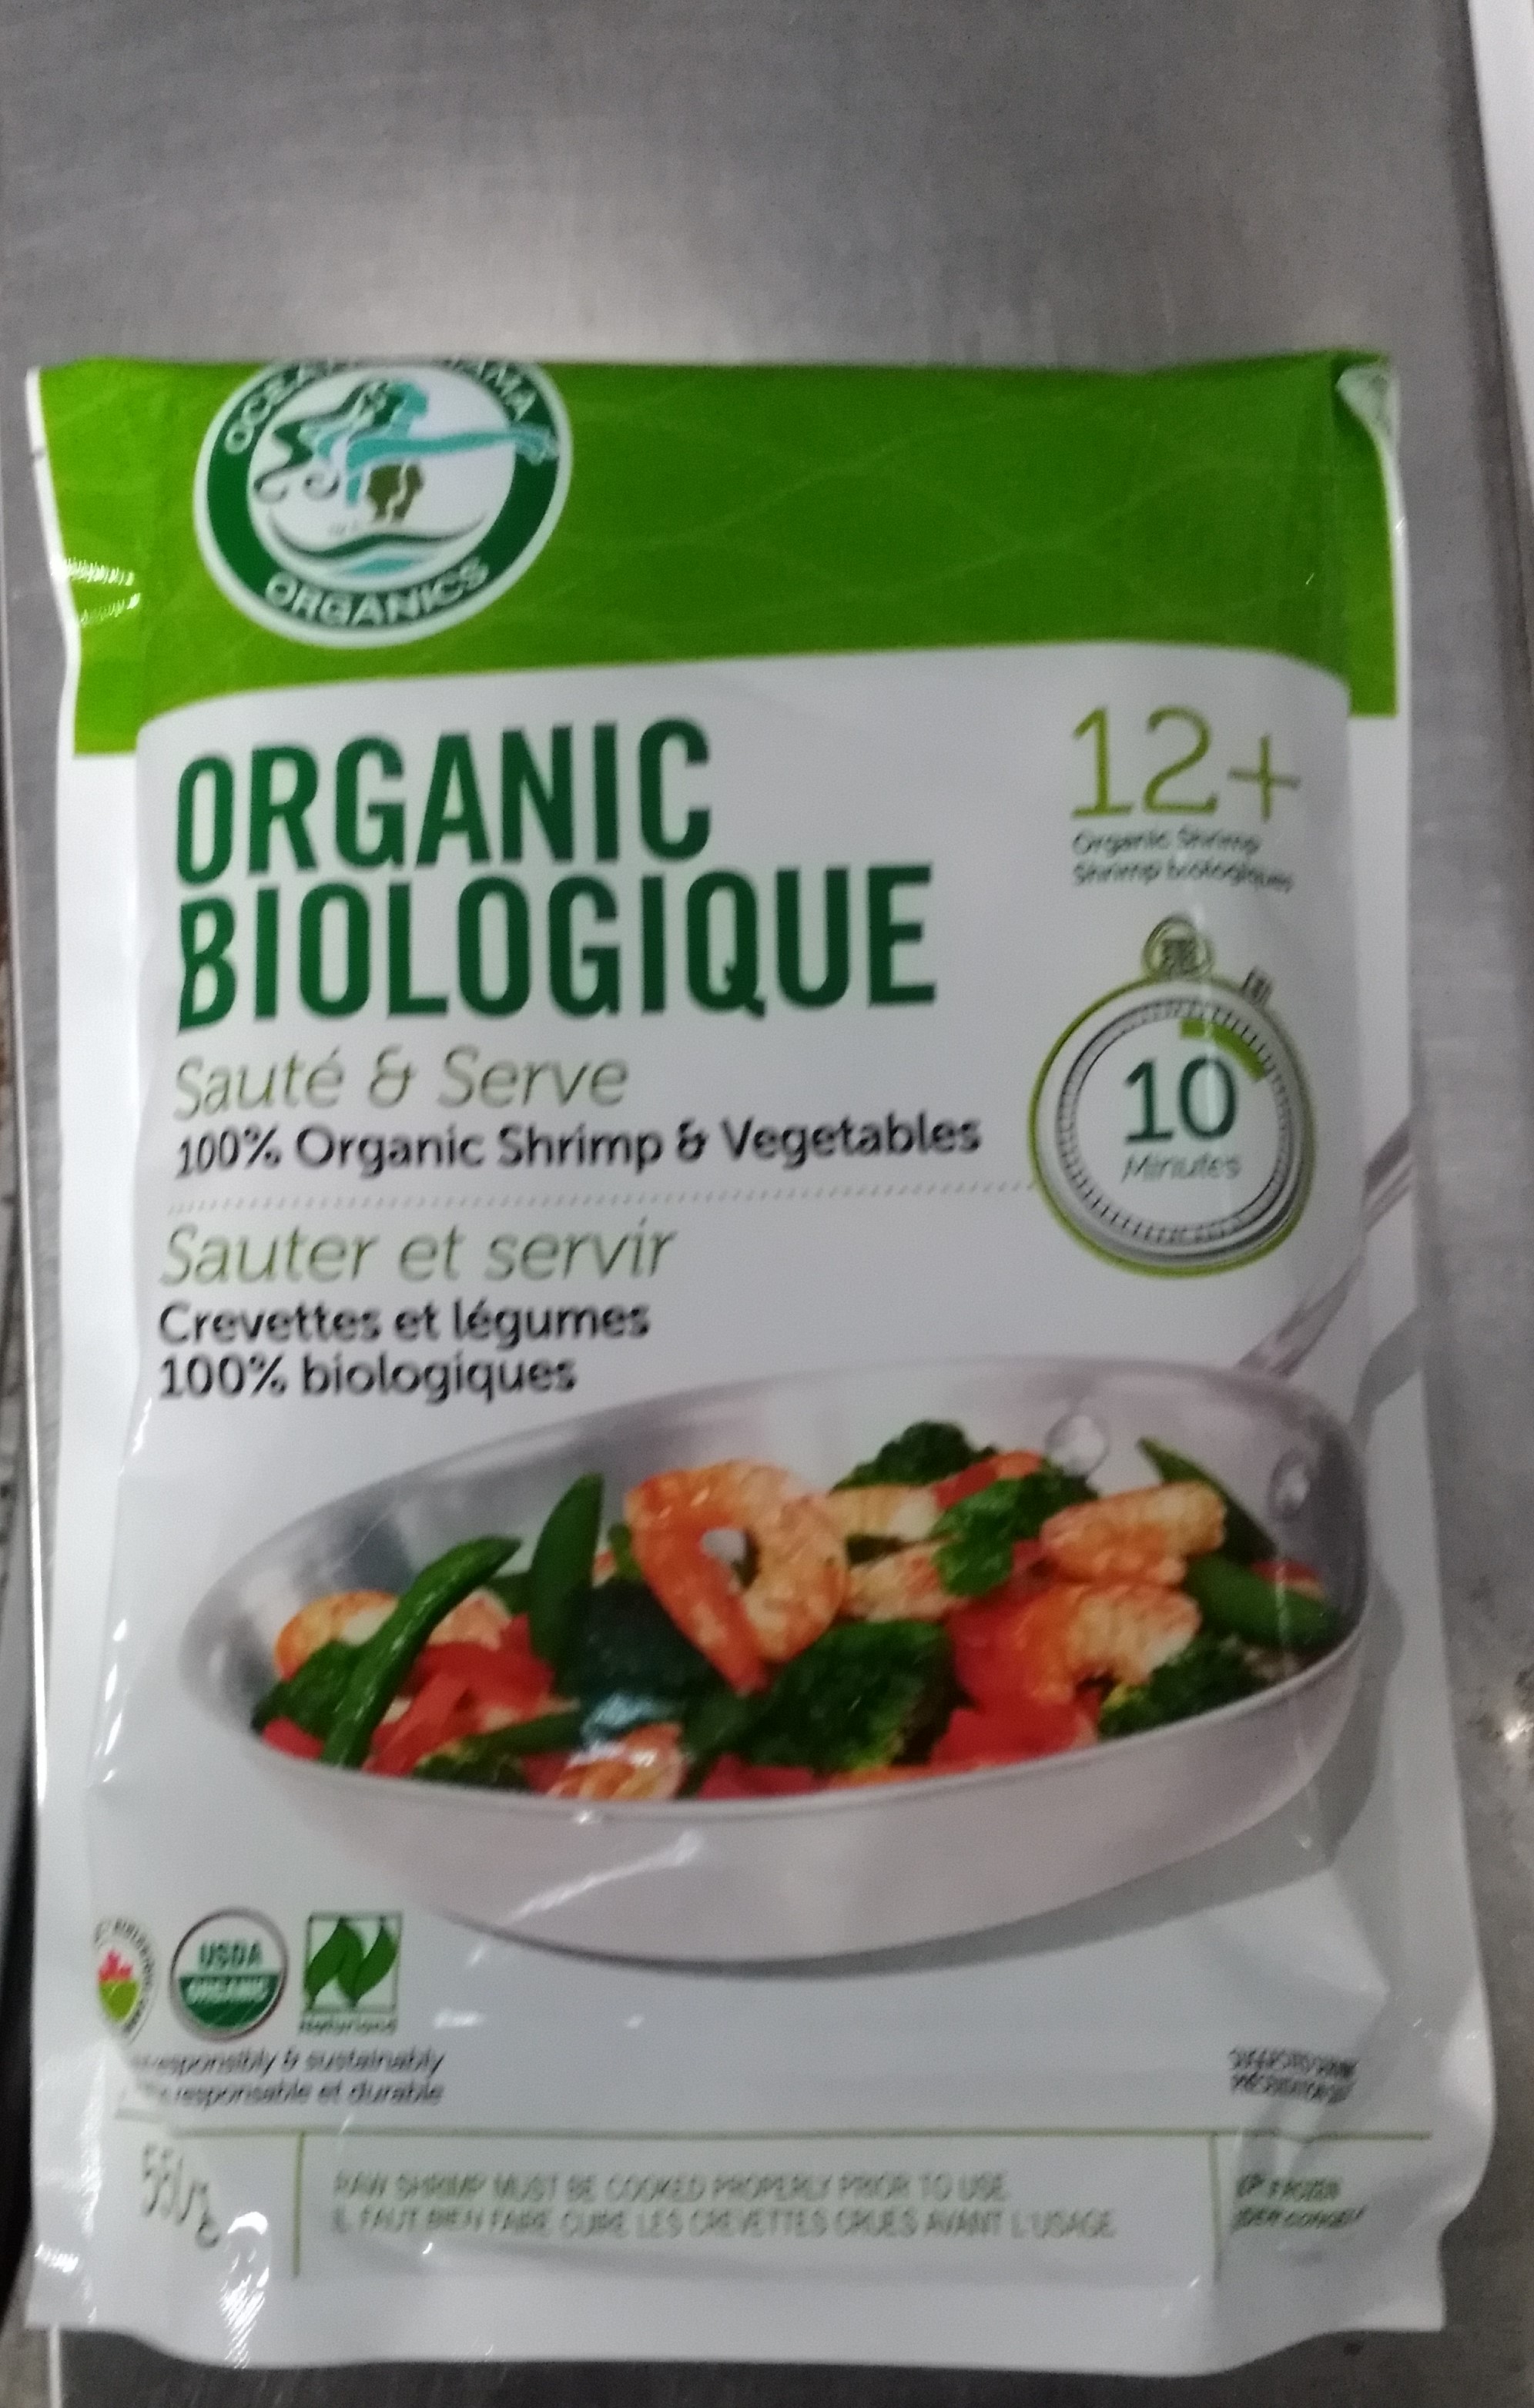 ORGANICS
ORGANIC
BIOLOGIQUE
Sauté & Serve
100% Organic Shrimp & Vegetables
Sauter et servir
Crevettes et légumes
100% biologiques
12+
Organic Shrimp
Shrimp biologiques
10
Minutes
USDA
ORGANIC
Naturland
responsibly & sustainably
responsable et durable
RAW SHRIMP MUST BE COOKED PROPERLY PRIOR TO USE
IL FAUT BIEN FAIRE CUIRE LES CREVETTES CRUES AVANT L'USAGE
FROZEN